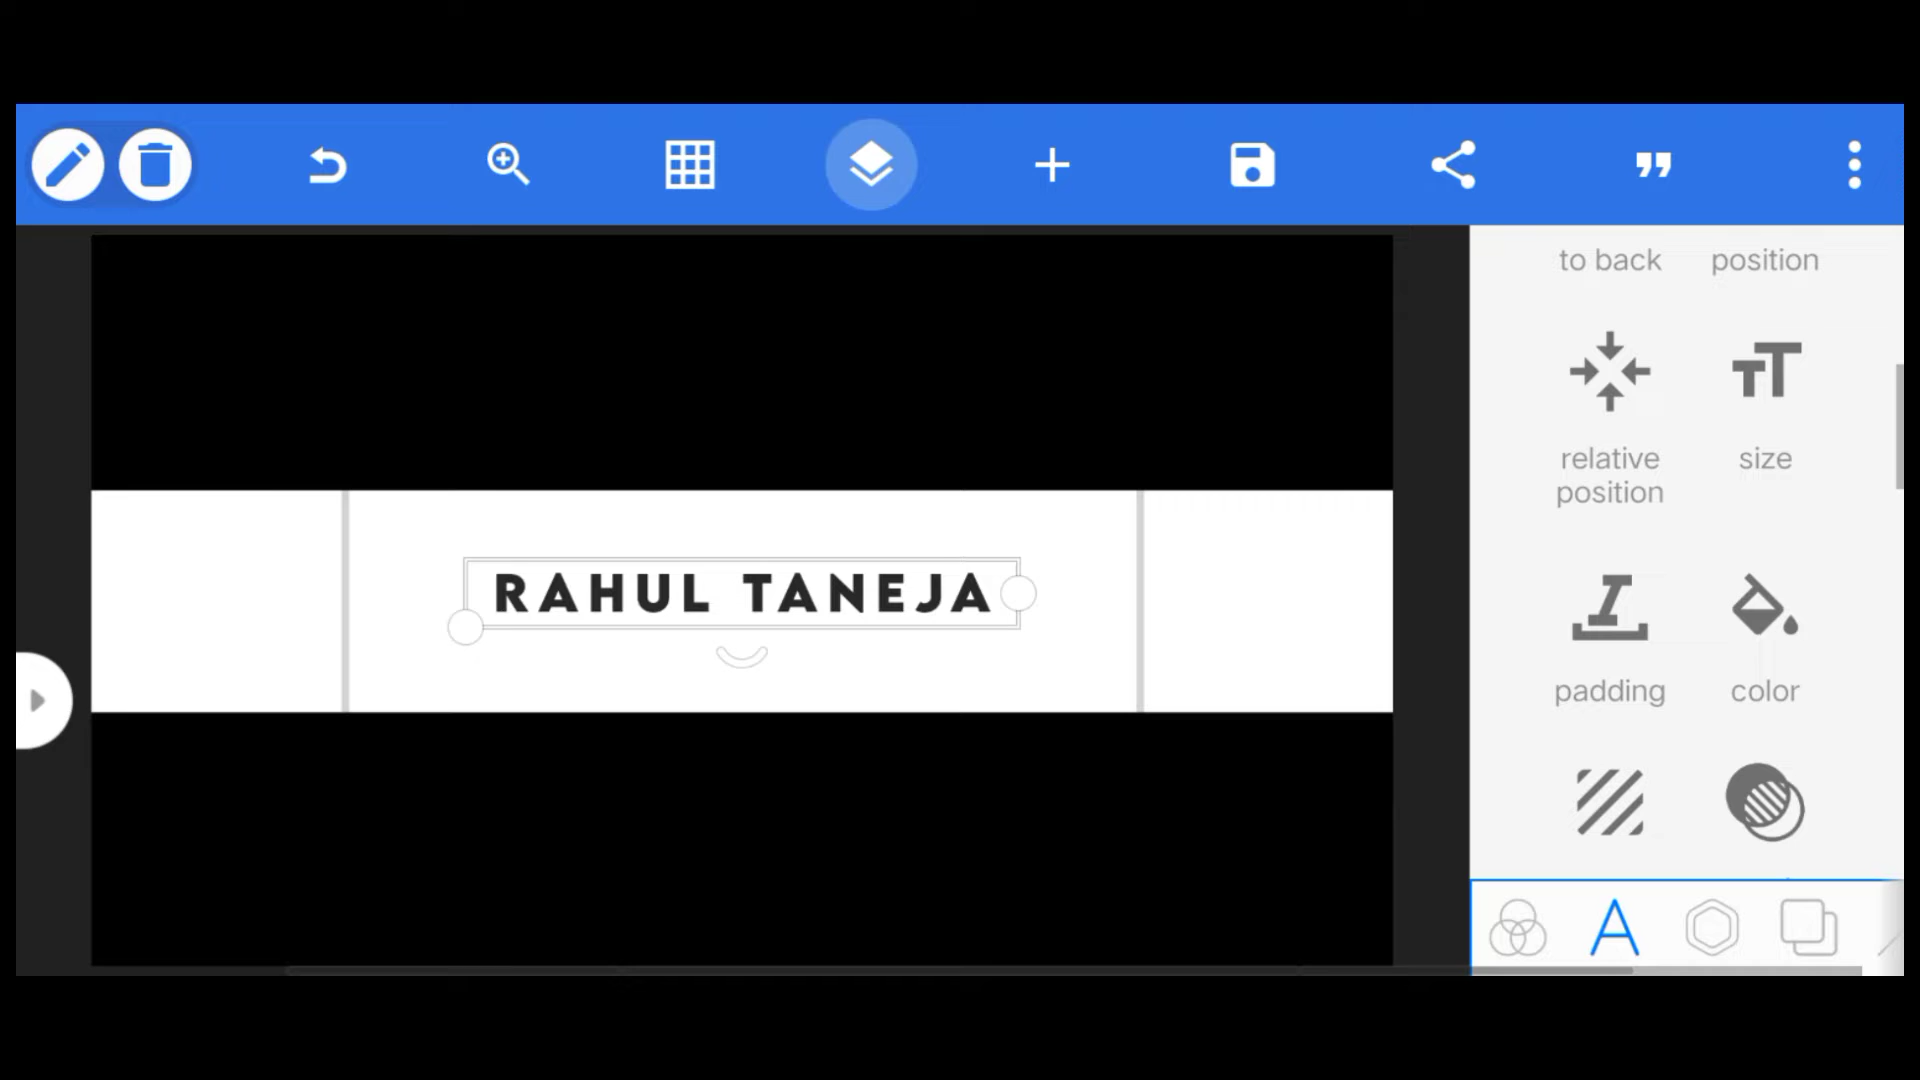 to back
position
RAHUL TANEJA
relative
position
size
padding
color